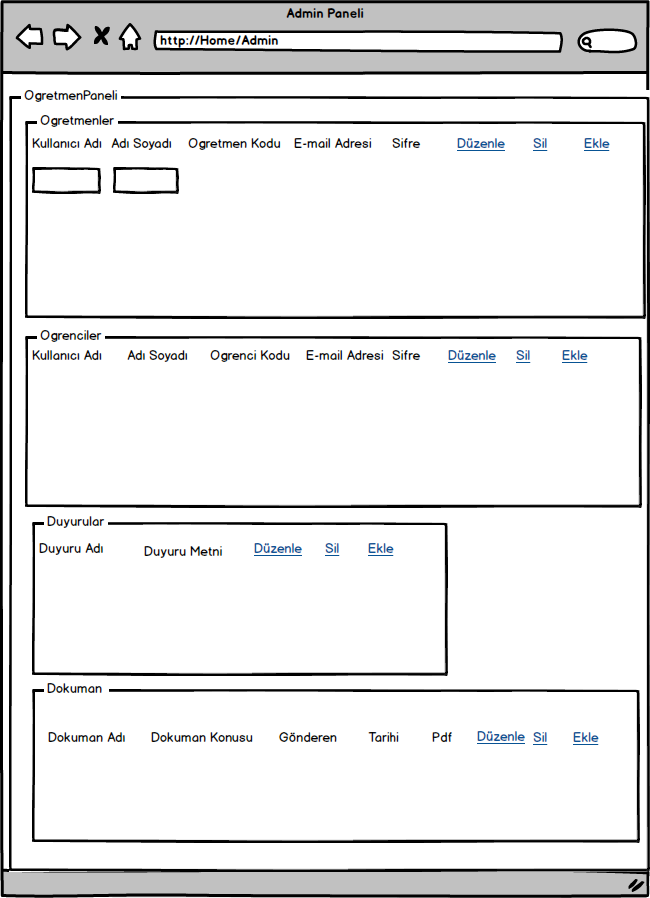 Admin Paneli
http://Home/Admin
OgretmenPaneli
Ogretmenler
Kullanıcı Adı Adı Soyadı Ogretmen Kodu E-mail Adresi Sifre Düzenle Sil Ekle
Ogrenciler
Kullanıcı Adı Adı Soyadı Ogrenci Kodu E-mail Adresi Sifre Düzenle Sil Ekle
Duyurular
Duyuru Adı Duyuru Metni Düzenle Sil Ekle
Dokuman
Dokuman Adı Dokuman Konusu Gönderen Tarihi Pdf Düzenle Sil Ekle